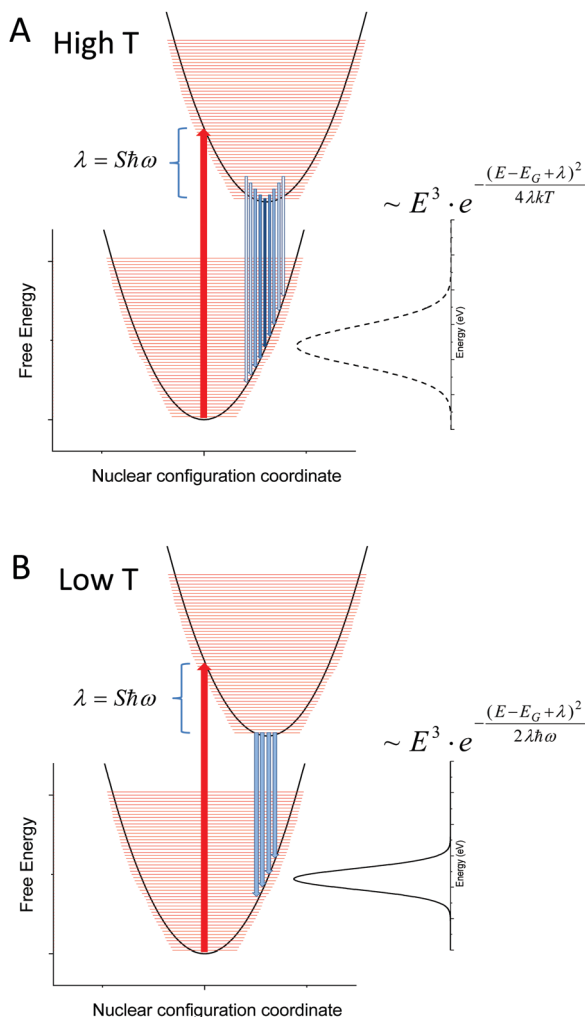 A
High T
λ = Sħω
~ E³ · e^{-(E-E_G+λ)²/4λkT}
Free Energy
Energy (eV)
Nuclear configuration coordinate
B
Low T
λ = Sħω
~ E³ · e^{-(E-E_G+λ)²/2λħω}
Free Energy
Energy (eV)
Nuclear configuration coordinate